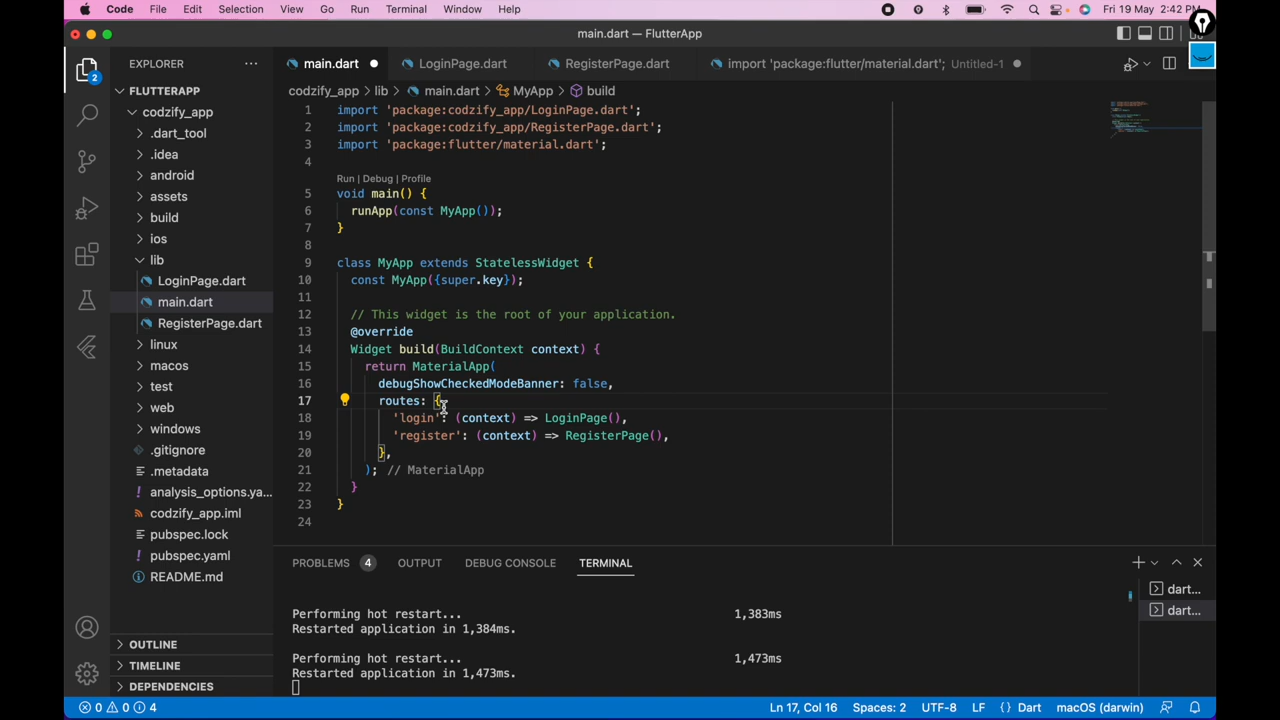 Code File Edit Selection View Go Run Terminal Window Help Fri 19 May 2:42 PM
main.dart — FlutterApp
EXPLORER
main.dart LoginPage.dart RegisterPage.dart import 'package:flutter/material.dart'; Untitled-1
FLUTTERAPP
codzify_app > lib > main.dart > MyApp > build
codzify_app
.dart_tool
.idea
android
assets
build
ios
lib
LoginPage.dart
main.dart
RegisterPage.dart
linux
macos
test
web
windows
.gitignore
.metadata
analysis_options.ya...
codzify_app.iml
pubspec.lock
pubspec.yaml
README.md
OUTLINE
TIMELINE
DEPENDENCIES
2
1 import 'package:codzify_app/LoginPage.dart';
2 import 'package:codzify_app/RegisterPage.dart';
3 import 'package:flutter/material.dart';
4
Run | Debug | Profile
5 void main() {
6 runApp(const MyApp());
7 }
8
9 class MyApp extends StatelessWidget {
10 const MyApp({super.key});
11
12 // This widget is the root of your application.
13 @override
14 Widget build(BuildContext context) {
15 return MaterialApp(
16 debugShowCheckedModeBanner: false,
17 routes: {
18 'login': (context) => LoginPage(),
19 'register': (context) => RegisterPage(),
20 },
21 ); // MaterialApp
22 }
23 }
24
PROBLEMS 4 OUTPUT DEBUG CONSOLE TERMINAL
dart...
dart...
Performing hot restart... 1,383ms
Restarted application in 1,384ms.
Performing hot restart... 1,473ms
Restarted application in 1,473ms.
0 0 4 Ln 17, Col 16 Spaces: 2 UTF-8 LF {} Dart macOS (darwin)